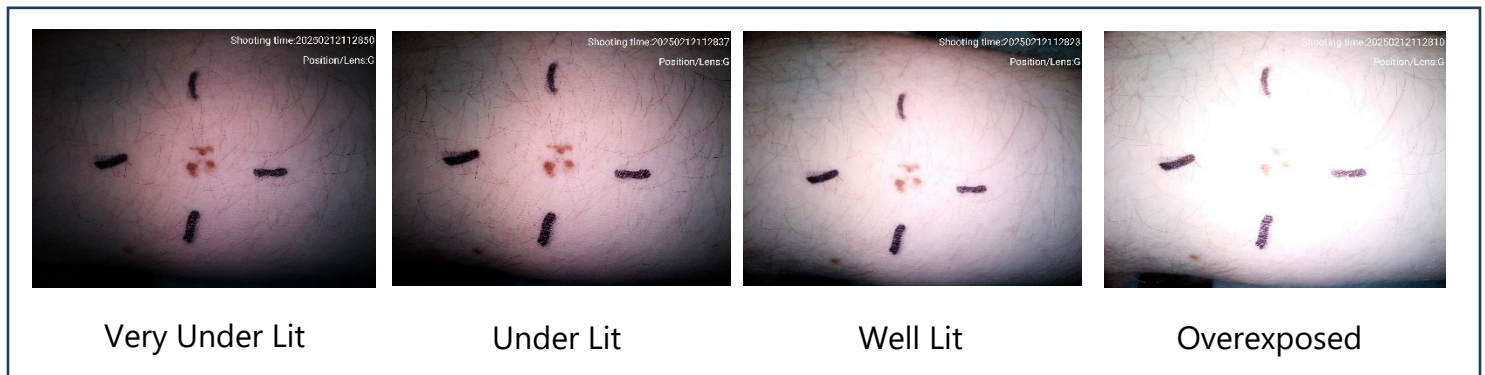 Shooting time:20250212112850
Position/Lens:G
Shooting time:20250212112837
Position/Lens:G
Shooting time:20250212112823
Position/Lens:G
Shooting time:20250212112810
Position/Lens:G
Very Under Lit
Under Lit
Well Lit
Overexposed